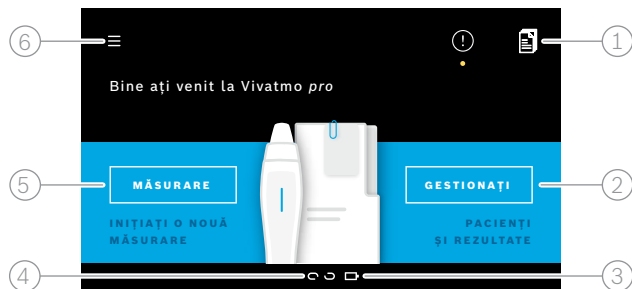 6
1
Bine ați venit la Vivatmo pro
5
MĂSURARE
GESTIONAȚI
2
INIȚIAȚI O NOUĂ
MĂSURARE
PACIENȚI
ȘI REZULTATE
4
3